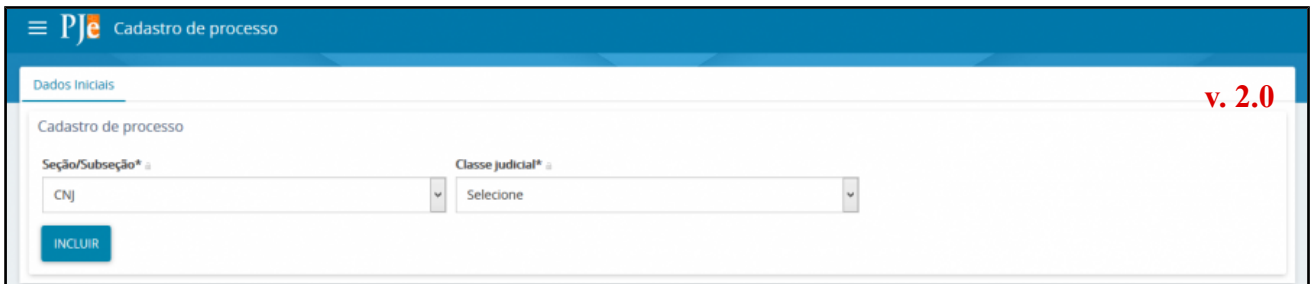 PJe Cadastro de processo
Dados Iniciais
v. 2.0
Cadastro de processo
Seção/Subseção* Classe judicial*
CNJ Selecione
INCLUIR